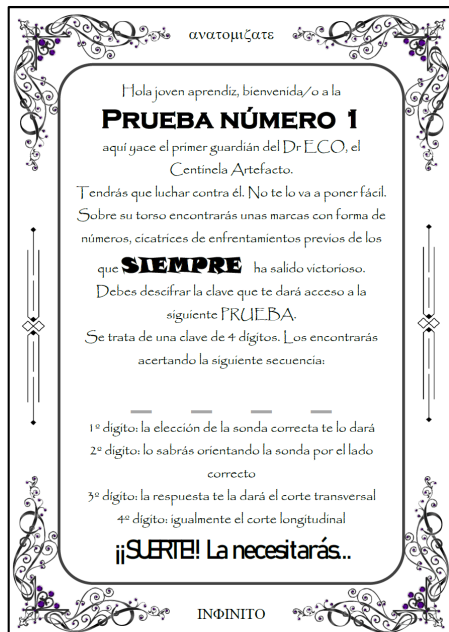 ανατομιζατε
Hola joven aprendiz, bienvenida/o a la
PRUEBA NÚMERO 1
aquí yace el primer guardián del Dr ECO, el
Centinela Artefacto.
Tendrás que luchar contra él. No te lo va a poner fácil.
Sobre su torso encontrarás unas marcas con forma de
números, cicatrices de enfrentamientos previos de los
que SIEMPRE ha salido victorioso.
Debes descifrar la clave que te dará acceso a la
siguiente PRUEBA.
Se trata de una clave de 4 dígitos. Los encontrarás
acertando la siguiente secuencia:
_ _ _ _
1º dígito: la elección de la sonda correcta te lo dará
2º dígito: lo sabrás orientando la sonda por el lado
correcto
3º dígito: la respuesta te la dará el corte transversal
4º dígito: igualmente el corte longitudinal
¡¡SUERTE!! La necesitarás...
INΦINITO